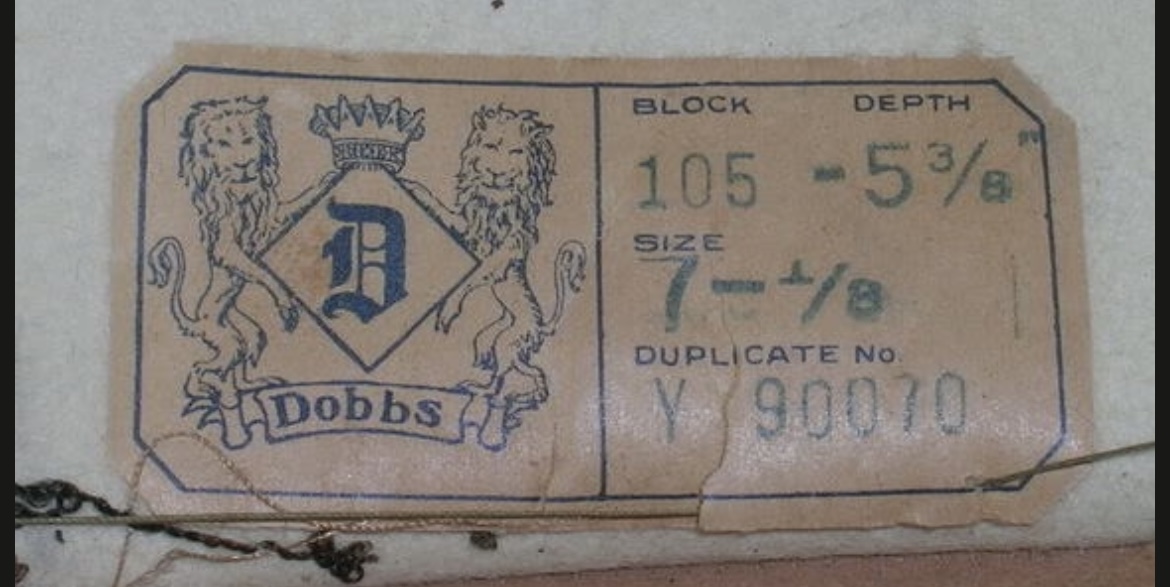 D
Dobbs
BLOCK DEPTH
105 - 5 3/8"
SIZE
7 - 1/8
DUPLICATE No.
Y 90070